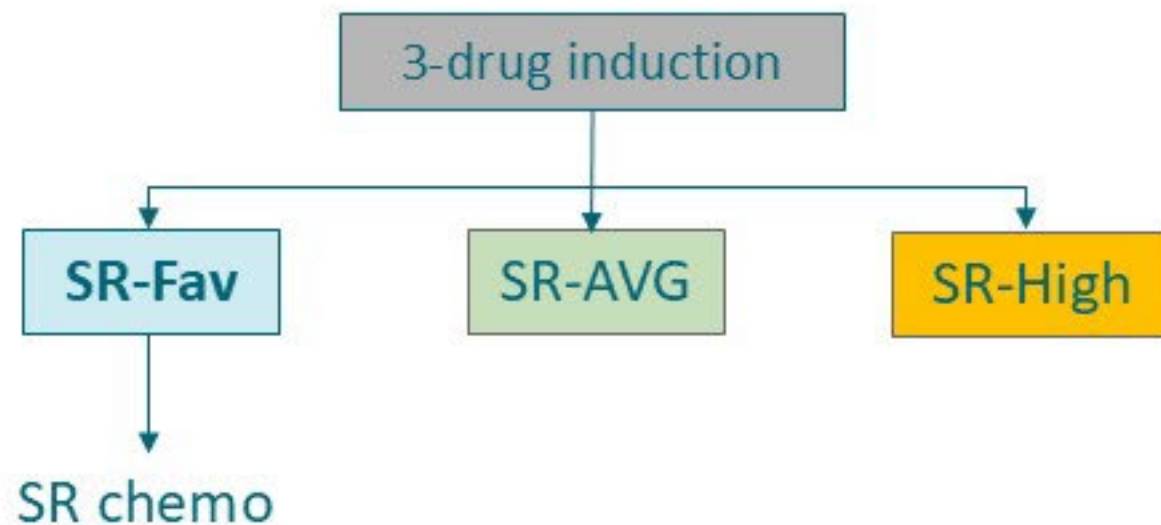 3-drug induction
SR-Fav
SR-AVG
SR-High
SR chemo